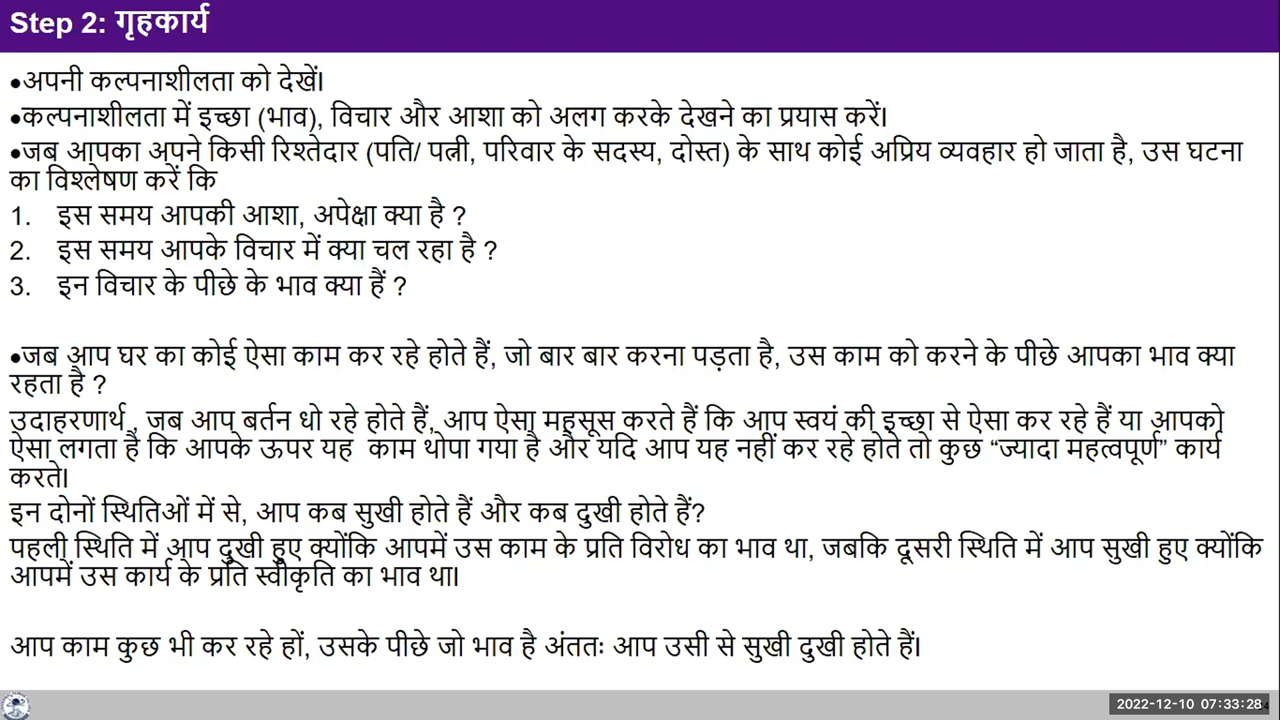 Step 2: गृहकार्य
•अपनी कल्पनाशीलता को देखें।
•कल्पनाशीलता में इच्छा (भाव), विचार और आशा को अलग करके देखने का प्रयास करें।
•जब आपका अपने किसी रिश्तेदार (पति/ पत्नी, परिवार के सदस्य, दोस्त) के साथ कोई अप्रिय व्यवहार हो जाता है, उस घटना
का विश्लेषण करें कि
1. इस समय आपकी आशा, अपेक्षा क्या है ?
2. इस समय आपके विचार में क्या चल रहा है ?
3. इन विचार के पीछे के भाव क्या हैं ?
•जब आप घर का कोई ऐसा काम कर रहे होते हैं, जो बार बार करना पड़ता है, उस काम को करने के पीछे आपका भाव क्या
रहता है ?
उदाहरणार्थ , जब आप बर्तन धो रहे होते हैं, आप ऐसा महसूस करते हैं कि आप स्वयं की इच्छा से ऐसा कर रहे हैं या आपको
ऐसा लगता है कि आपके ऊपर यह काम थोपा गया है और यदि आप यह नहीं कर रहे होते तो कुछ “ज्यादा महत्वपूर्ण” कार्य
करते।
इन दोनों स्थितिओं में से, आप कब सुखी होते हैं और कब दुखी होते हैं?
पहली स्थिति में आप दुखी हुए क्योंकि आपमें उस काम के प्रति विरोध का भाव था, जबकि दूसरी स्थिति में आप सुखी हुए क्योंकि
आपमें उस कार्य के प्रति स्वीकृति का भाव था।
आप काम कुछ भी कर रहे हों, उसके पीछे जो भाव है अंततः आप उसी से सुखी दुखी होते हैं।
2022-12-10 07:33:28